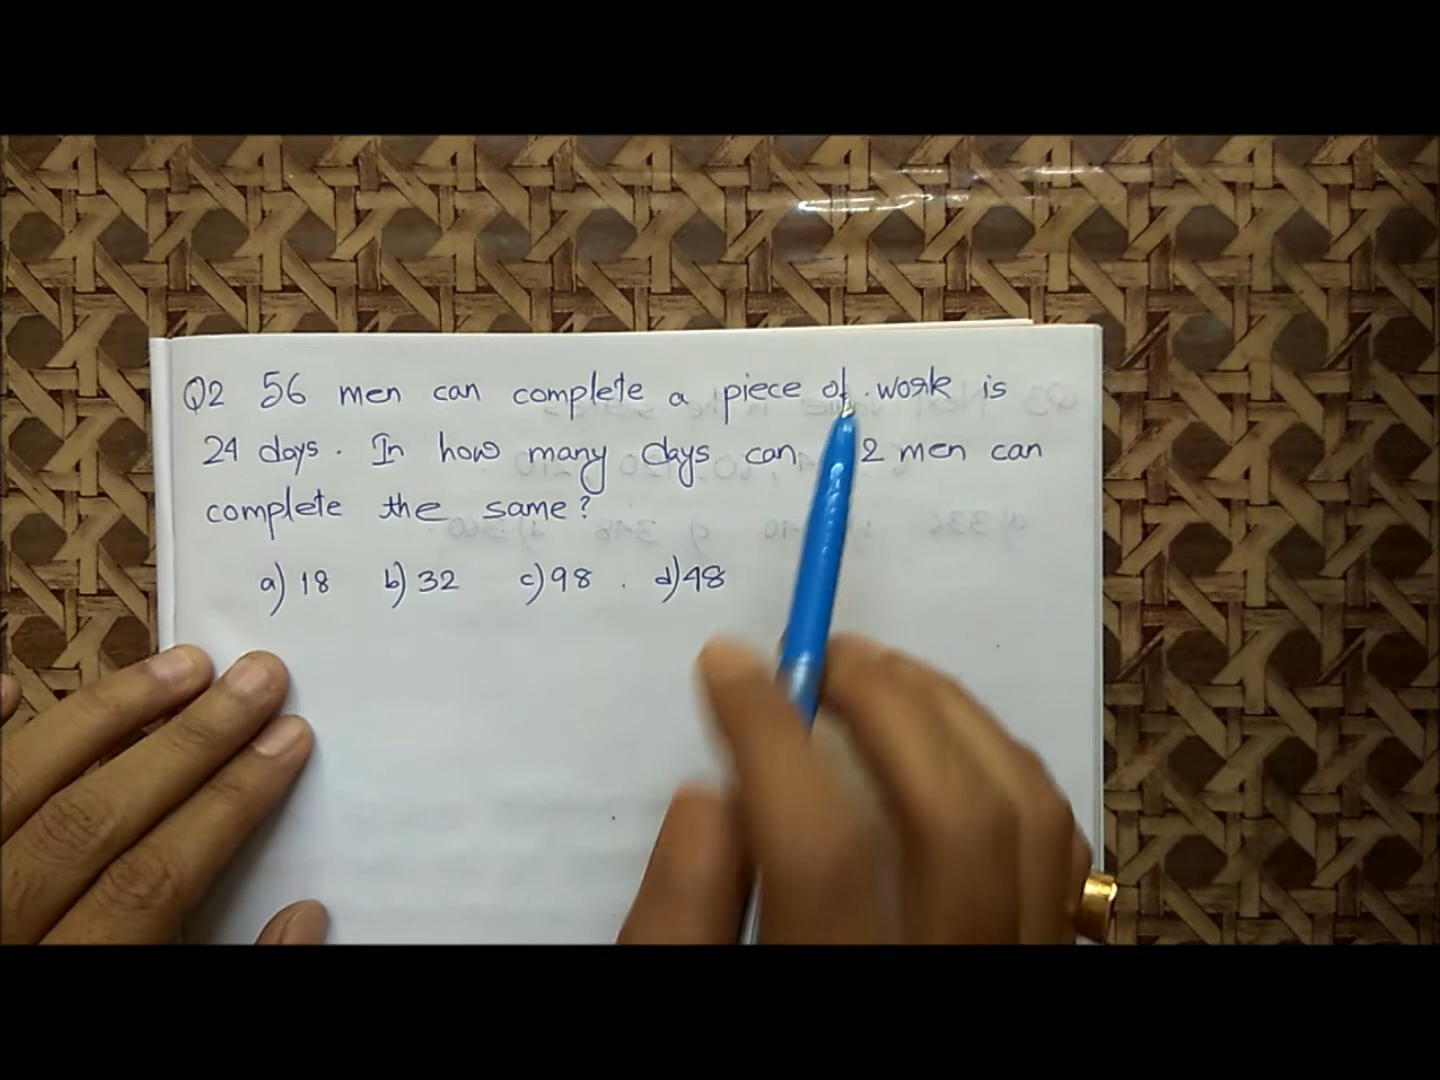 Q2 56 men can complete a piece of work is
24 days. In how many days can 2 men can
complete the same?
a) 18 b) 32 c) 98 d) 48